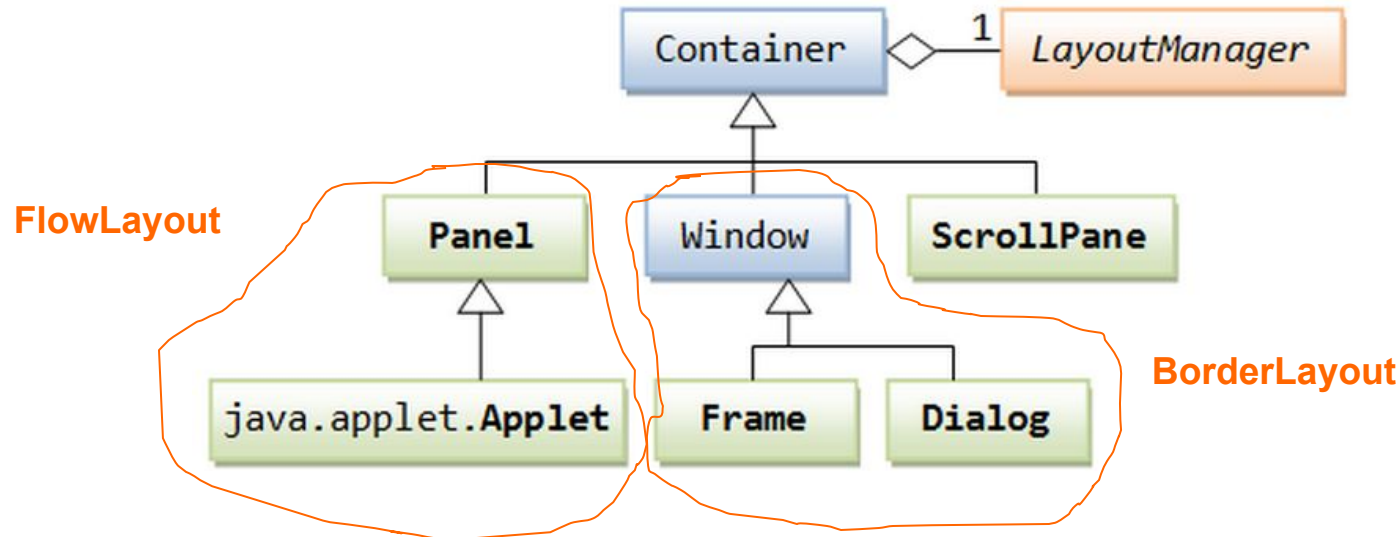 Container
1
LayoutManager
FlowLayout
Panel
Window
ScrollPane
BorderLayout
java.applet.Applet
Frame
Dialog